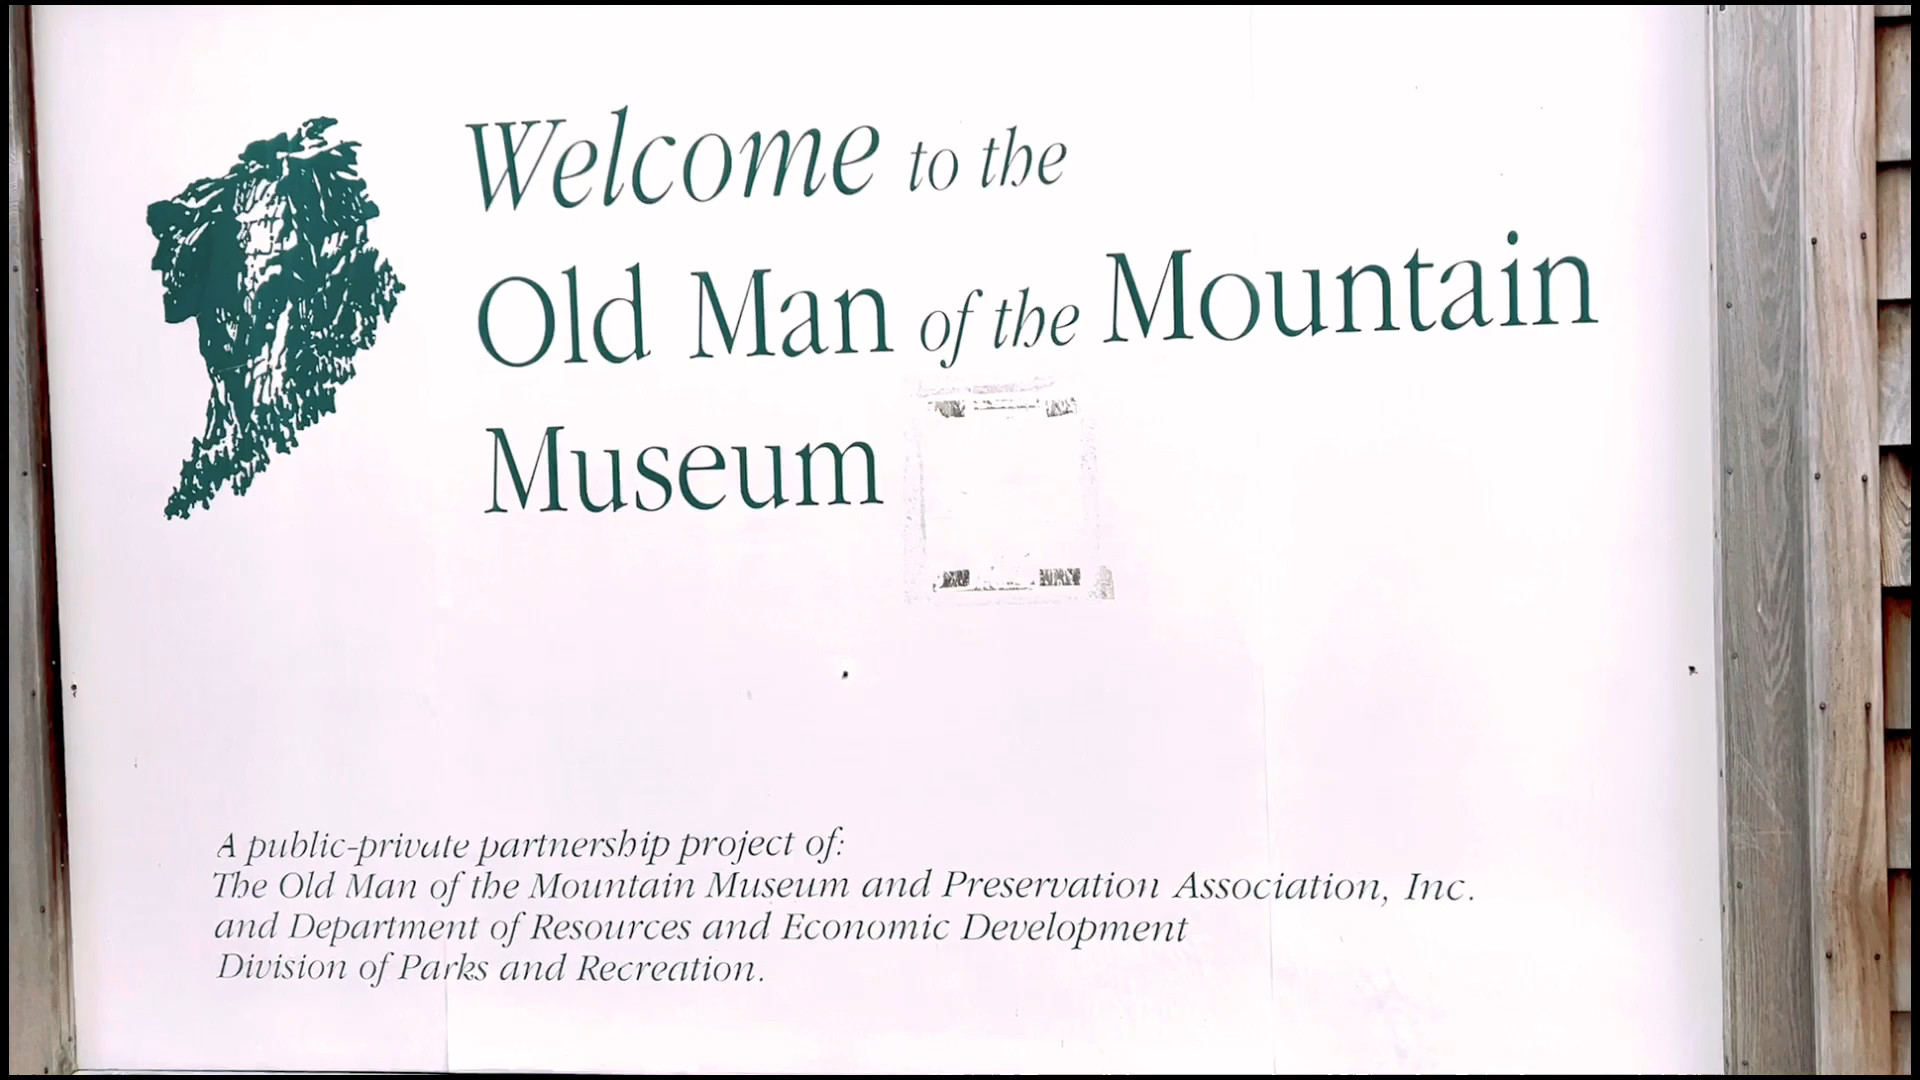 Welcome to the
Old Man of the Mountain
Museum
A public-private partnership project of:
The Old Man of the Mountain Museum and Preservation Association, Inc.
and Department of Resources and Economic Development
Division of Parks and Recreation.